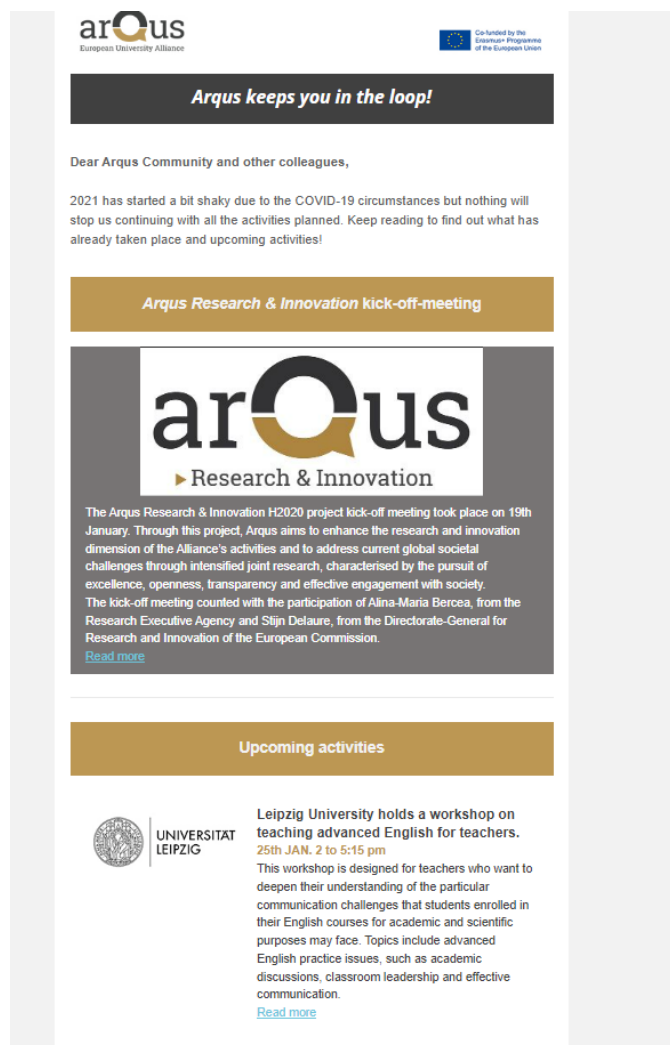 arQus
European University Alliance
Co-funded by the
Erasmus+ Programme
of the European Union
Arqus keeps you in the loop!
Dear Arqus Community and other colleagues,
2021 has started a bit shaky due to the COVID-19 circumstances but nothing will
stop us continuing with all the activities planned. Keep reading to find out what has
already taken place and upcoming activities!
Arqus Research & Innovation kick-off-meeting
arQus
Research & Innovation
The Arqus Research & Innovation H2020 project kick-off meeting took place on 19th
January. Through this project, Arqus aims to enhance the research and innovation
dimension of the Alliance's activities and to address current global societal
challenges through intensified joint research, characterised by the pursuit of
excellence, openness, transparency and effective engagement with society.
The kick-off meeting counted with the participation of Alina-Maria Bercea, from the
Research Executive Agency and Stijn Delaure, from the Directorate-General for
Research and Innovation of the European Commission.
Read more
Upcoming activities
UNIVERSITÄT
LEIPZIG
Leipzig University holds a workshop on
teaching advanced English for teachers.
25th JAN. 2 to 5:15 pm
This workshop is designed for teachers who want to
deepen their understanding of the particular
communication challenges that students enrolled in
their English courses for academic and scientific
purposes may face. Topics include advanced
English practice issues, such as academic
discussions, classroom leadership and effective
communication.
Read more